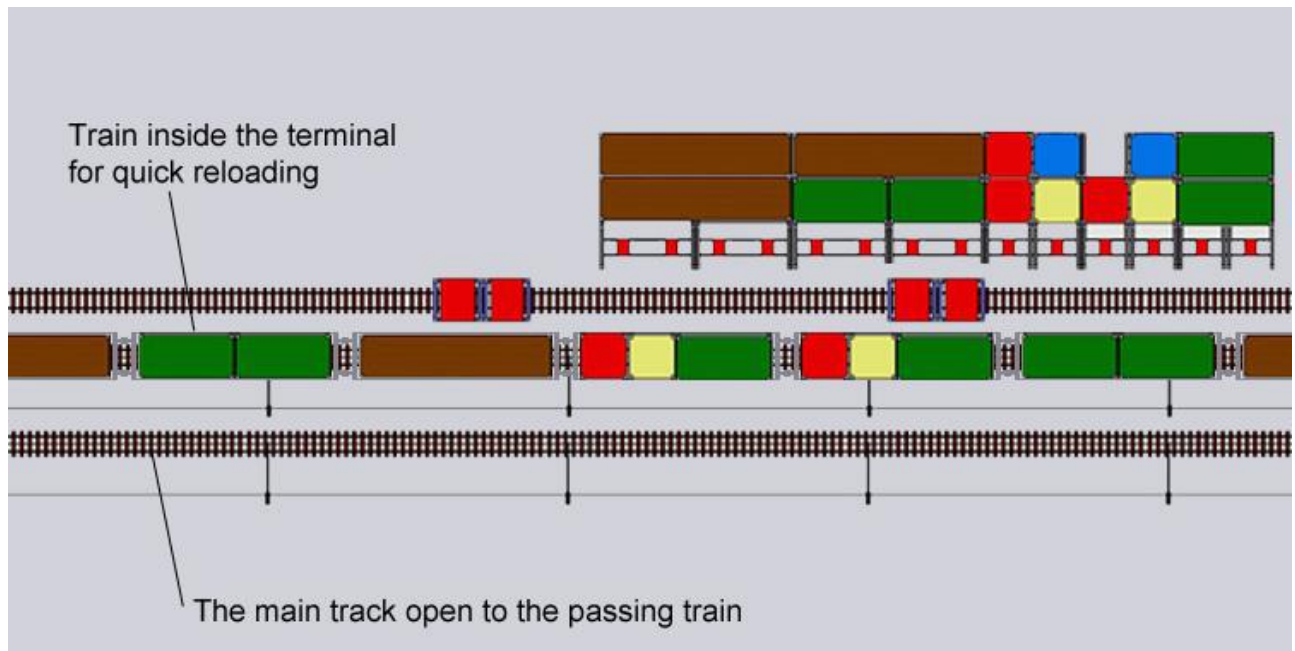 Train inside the terminal
for quick reloading
The main track open to the passing train